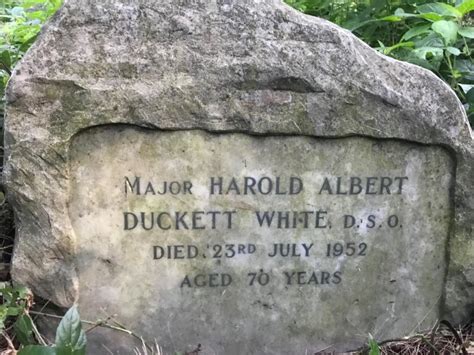 MAJOR HAROLD ALBERT
DUCKETT WHITE, D.S.O.
DIED 23RD JULY 1952
AGED 70 YEARS